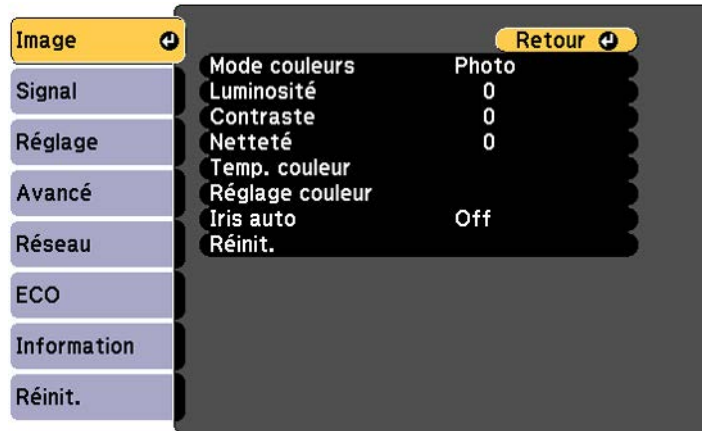 Image
Signal
Réglage
Avancé
Réseau
ECO
Information
Réinit.
Retour
Mode couleurs Photo
Luminosité 0
Contraste 0
Netteté 0
Temp. couleur
Réglage couleur
Iris auto Off
Réinit.